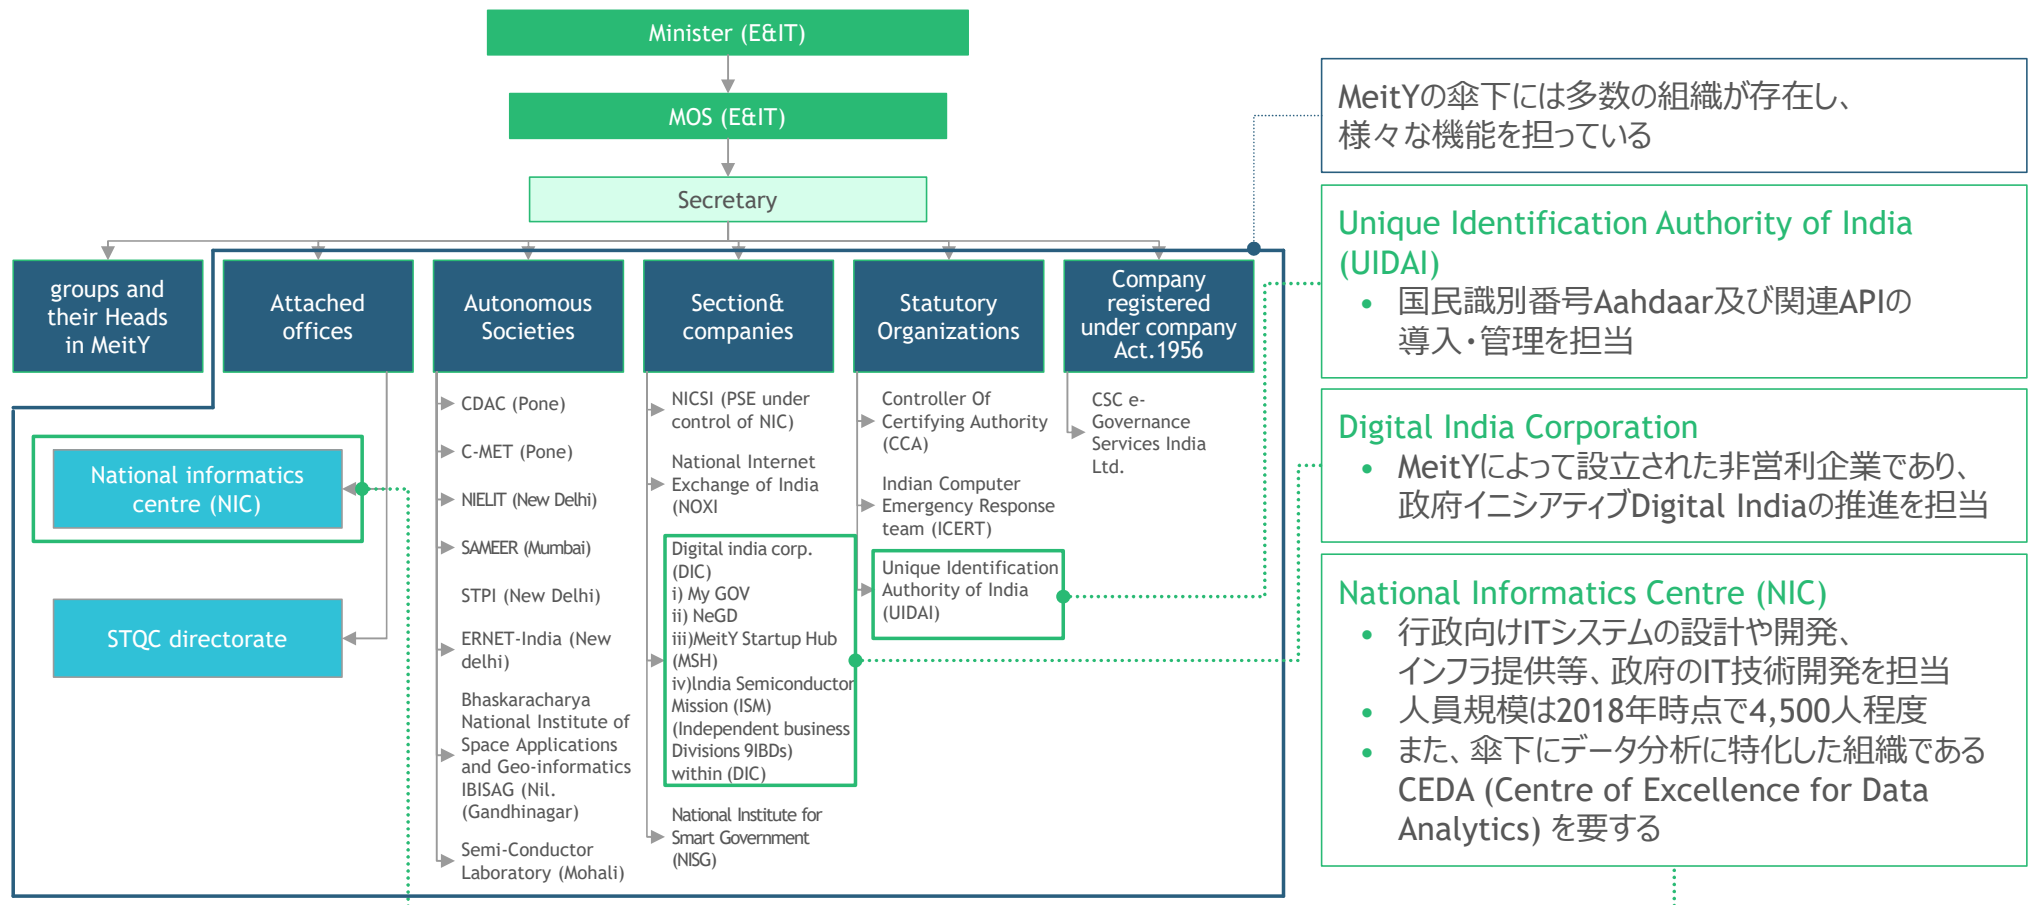 Minister (E&IT)
MOS (E&IT)
Secretary
groups and
their Heads
in MeitY
Attached
offices
Autonomous
Societies
Section&
companies
Statutory
Organizations
Company
registered
under company
Act.1956
National informatics
centre (NIC)
STQC directorate
CDAC (Pone)
C-MET (Pone)
NIELIT (New Delhi)
SAMEER (Mumbai)
STPI (New Delhi)
ERNET-India (New
delhi)
Bhaskaracharya
National Institute of
Space Applications
and Geo-informatics
IBISAG (Nil.
(Gandhinagar)
Semi-Conductor
Laboratory (Mohali)
NICSI (PSE under
control of NIC)
National Internet
Exchange of India
(NOXI
Digital india corp.
(DIC)
i) My GOV
ii) NeGD
iii)MeitY Startup Hub
(MSH)
iv)India Semiconductor
Mission (ISM)
(Independent business
Divisions 9IBDs)
within (DIC)
National Institute for
Smart Government
(NISG)
Controller Of
Certifying Authority
(CCA)
Indian Computer
Emergency Response
team (ICERT)
Unique Identification
Authority of India
(UIDAI)
CSC e-
Governance
Services India
Ltd.
MeitYの傘下には多数の組織が存在し、
様々な機能を担っている
Unique Identification Authority of India
(UIDAI)
• 国民識別番号Aahdaar及び関連APIの
導入・管理を担当
Digital India Corporation
• MeitYによって設立された非営利企業であり、
政府イニシアティブDigital Indiaの推進を担当
National Informatics Centre (NIC)
• 行政向けITシステムの設計や開発、
インフラ提供等、政府のIT技術開発を担当
• 人員規模は2018年時点で4,500人程度
• また、傘下にデータ分析に特化した組織である
CEDA (Centre of Excellence for Data
Analytics) を要する